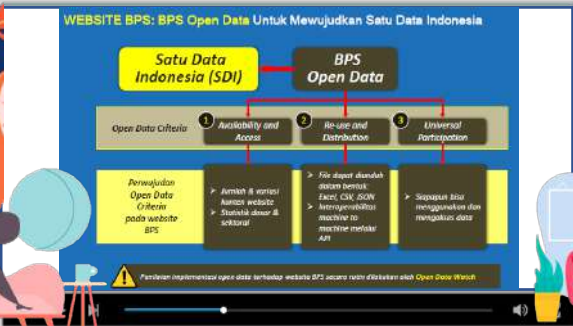 WEBSITE BPS: BPS Open Data Untuk Mewujudkan Satu Data Indonesia
Satu Data
Indonesia (SDI)
BPS
Open Data
Open Data Criteria
1 Availability and
Access
2 Re-use and
Distribution
3 Universal
Participation
Perwujudan
Open Data
Criteria
pada website
BPS
➢ Jumlah & variasi
konten website
➢ Statistik dasar &
sektoral
➢ File dapat diunduh
dalam bentuk
Excel, CSV, JSON
➢ Interoperabilitas
machine to
machine melalui
API
➢ Siapapun bisa
menggunakan dan
mengakses data
Penilaian implementasi open data terhadap website BPS secara rutin dilakukan oleh Open Data Watch